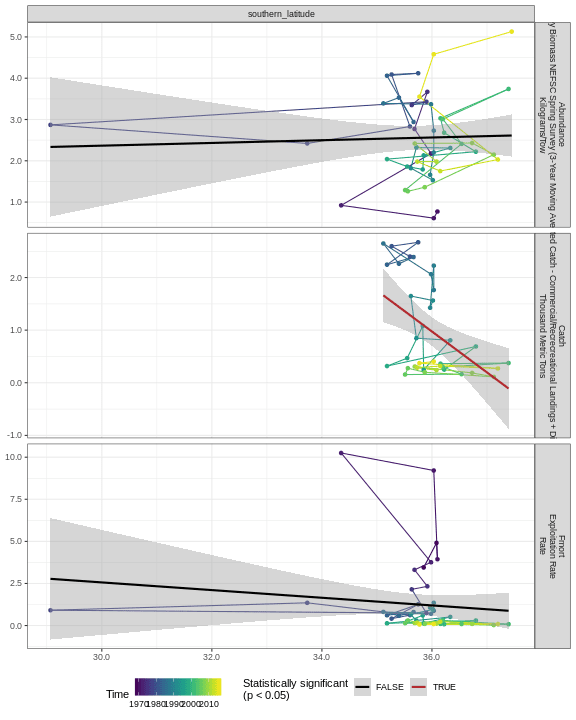 southern_latitude
5.0
4.0
3.0
2.0
1.0
Abundance
y Biomass NEFSC Spring Survey (3-Year Moving Ave
Kilograms/tow
2.0
1.0
0.0
-1.0
Catch
ted Catch - Commercial/Recreational Landings + Di
Thousand Metric Tons
10.0
7.5
5.0
2.5
0.0
Fmort
Exploitation Rate
Rate
30.0 32.0 34.0 36.0
Time
1970 1980 1990 2000 2010
Statistically significant
(p < 0.05)
FALSE TRUE